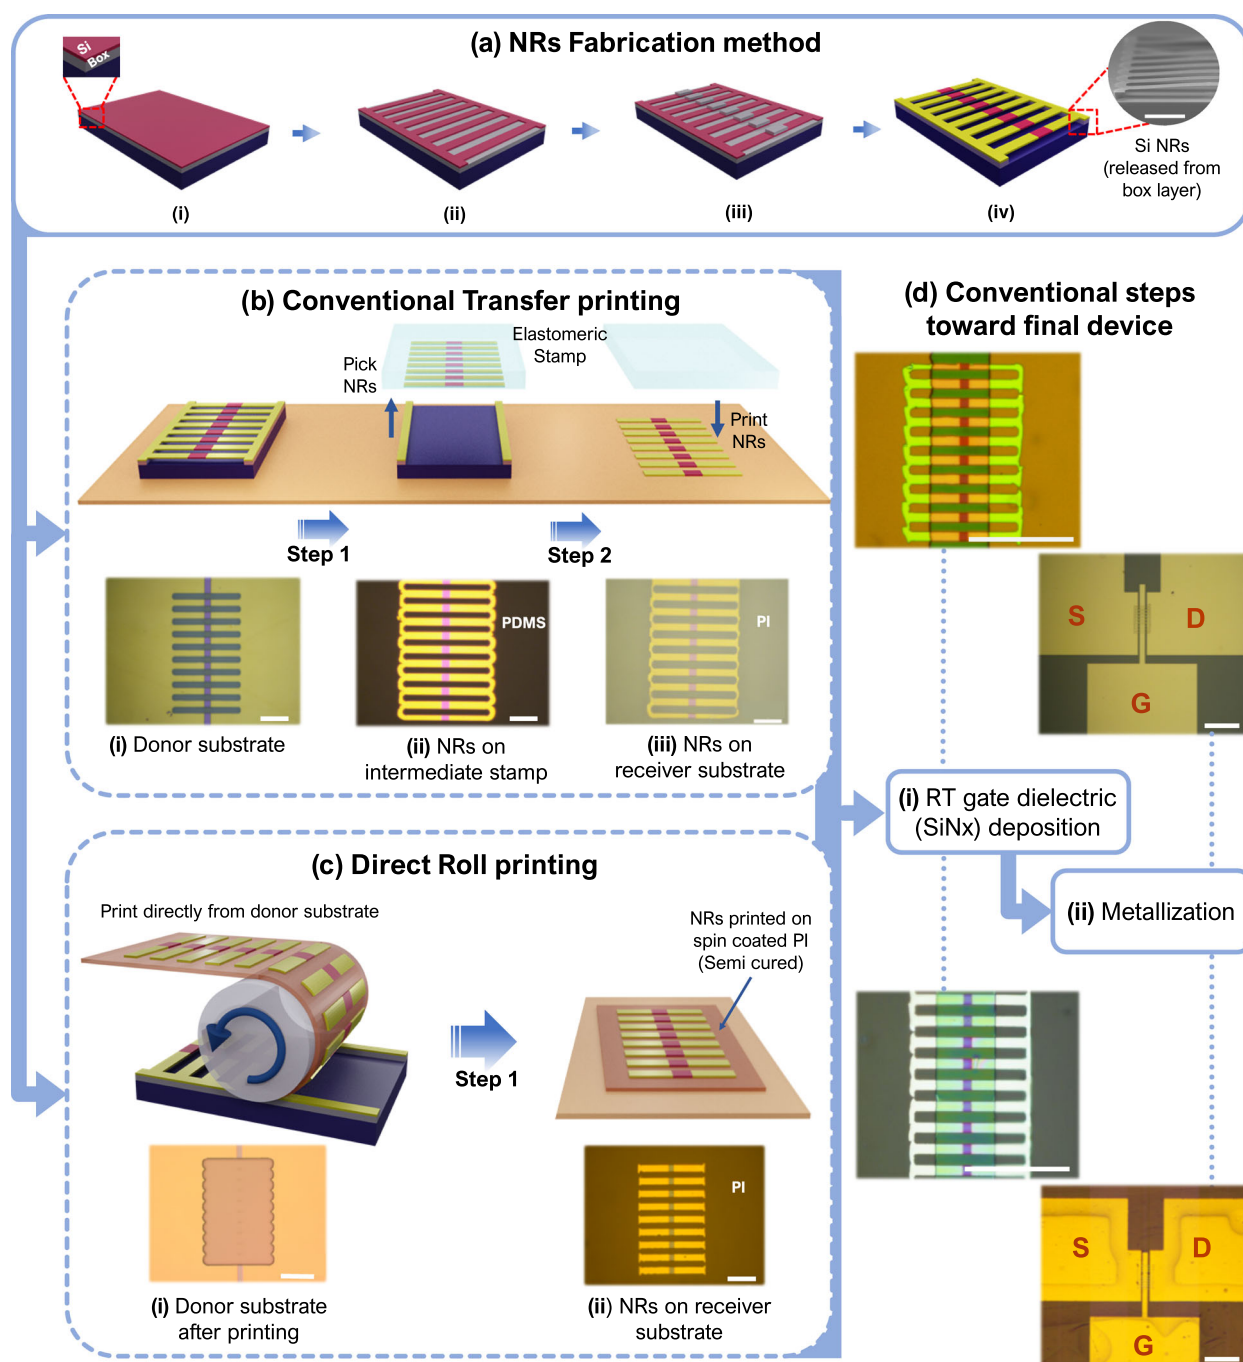 (a) NRs Fabrication method
Si
Box
(i)
(ii)
(iii)
(iv)
Si NRs
(released from
box layer)
(b) Conventional Transfer printing
Pick
NRs
Elastomeric
Stamp
Print
NRs
Step 1
Step 2
PDMS
PI
(i) Donor substrate
(ii) NRs on
intermediate stamp
(iii) NRs on
receiver substrate
(c) Direct Roll printing
Print directly from donor substrate
NRs printed on
spin coated PI
(Semi cured)
Step 1
PI
(i) Donor substrate
after printing
(ii) NRs on receiver
substrate
(d) Conventional steps
toward final device
S
D
G
(i) RT gate dielectric
(SiNx) deposition
(ii) Metallization
S
D
G